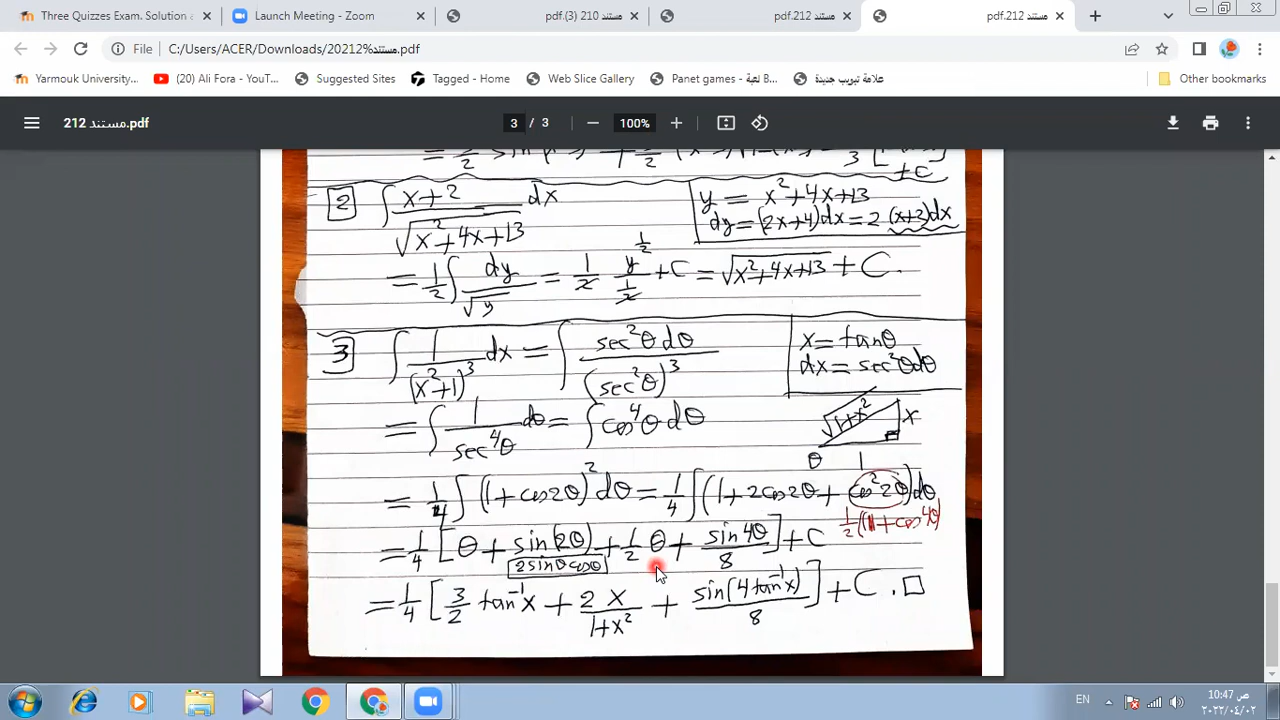 Three Quizzes Exam. Solution a
Launch Meeting - Zoom
pdf.(3) 210 مستند
pdf.212 مستند
pdf.212 مستند
File C:/Users/ACER/Downloads/20212%مستند.pdf
Yarmouk University...
(20) Ali Fora - YouT...
Suggested Sites
Tagged - Home
Web Slice Gallery
Panet games - لعبة B...
علامة تبويب جديدة
Other bookmarks
212 مستند.pdf
3 / 3
100%
+C
2 ∫ x+2 / √(x²+4x+13) dx
y = x²+4x+13
dy=(2x+4)dx=2 (x+2)dx
= 1/2 ∫ dy/√y = 1/2 y^(1/2) / (1/2) +C = √(x²+4x+13) + C.
3 ∫ 1/(x²+1)³ dx = ∫ sec²θ dθ / (sec²θ)³
x= tanθ
dx= sec²θdθ
= ∫ 1/sec⁴θ dθ = ∫ cos⁴θ dθ
√(1+x²) x
θ 1
= 1/4 ∫ (1+cos2θ)² dθ = 1/4 ∫ (1+2cos2θ + cos²2θ)dθ
1/2 (1+cos4θ)
= 1/4 [θ + sin(2θ) + 1/2 θ + sin4θ/8] + C
2sinθcosθ
= 1/4 [3/2 tan⁻¹x + 2x/(1+x²) + sin(4tan⁻¹x)/8] + C . □
EN
ص 10:47
٢٠٢٢/٠٤/٠٢